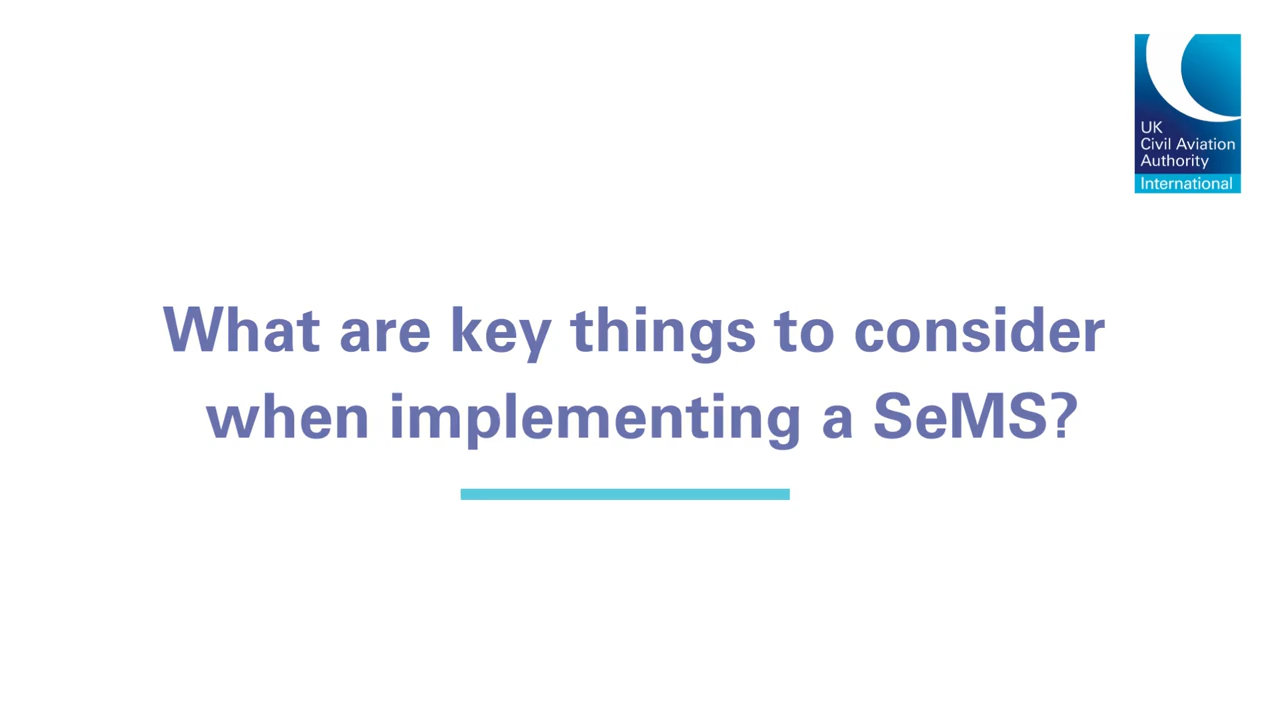 UK
Civil Aviation
Authority
International
What are key things to consider
when implementing a SeMS?